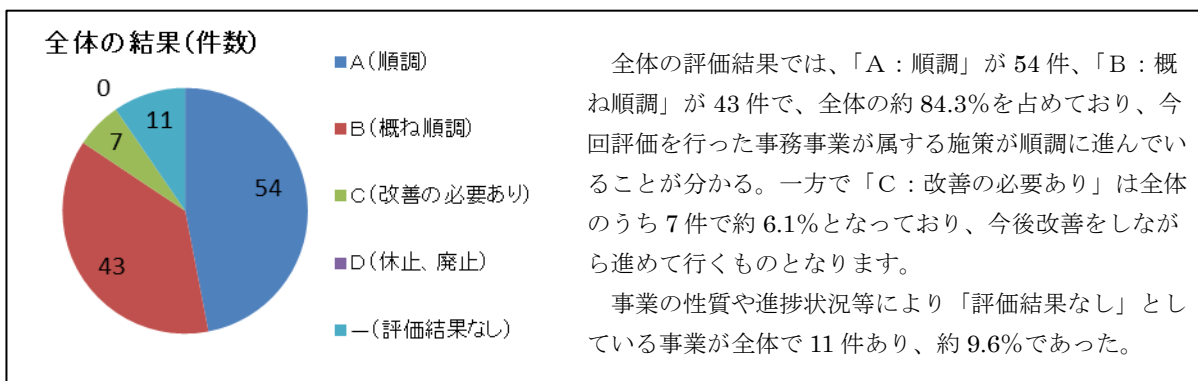 全体の結果(件数)
0
11
7
54
43
A(順調)
B(概ね順調)
C(改善の必要あり)
D(休止、廃止)
ー(評価結果なし)
全体の評価結果では、「A：順調」が 54 件、「B：概
ね順調」が 43 件で、全体の約 84.3%を占めており、今
回評価を行った事務事業が属する施策が順調に進んでい
ることが分かる。一方で「C：改善の必要あり」は全体
のうち 7 件で約 6.1%となっており、今後改善をしなが
ら進めて行くものとなります。
事業の性質や進捗状況等により「評価結果なし」とし
ている事業が全体で 11 件あり、約 9.6%であった。